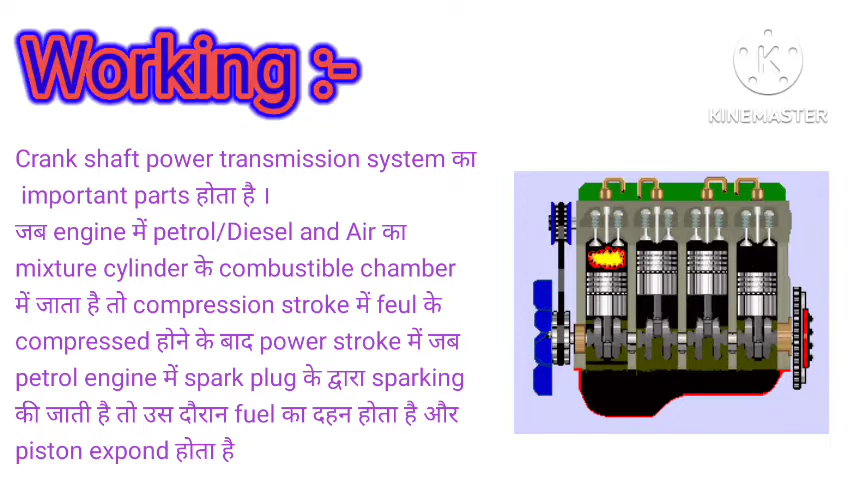 Working :-
KINEMASTER
Crank shaft power transmission system का
important parts होता है ।
जब engine में petrol/Diesel and Air का
mixture cylinder के combustible chamber
में जाता है तो compression stroke में feul के
compressed होने के बाद power stroke में जब
petrol engine में spark plug के द्वारा sparking
की जाती है तो उस दौरान fuel का दहन होता है और
piston expond होता है